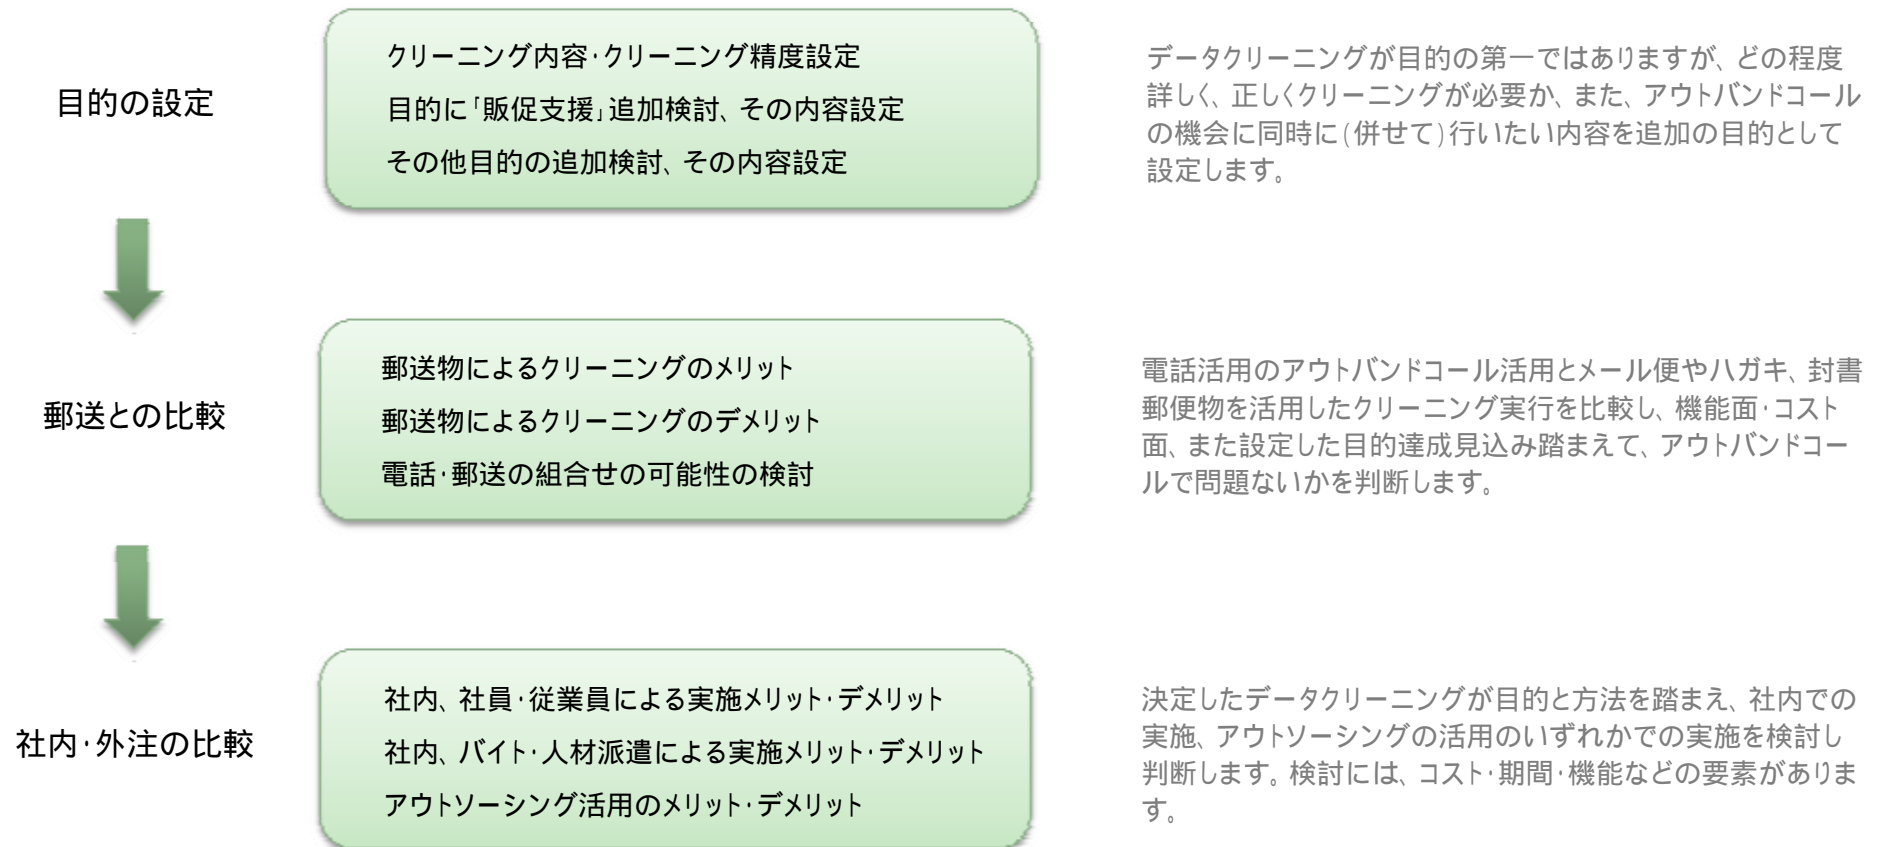 目的の設定
クリーニング内容･クリーニング精度設定
目的に｢販促支援｣追加検討、その内容設定
その他目的の追加検討、その内容設定
データクリーニングが目的の第一ではありますが、どの程度
詳しく、正しくクリーニングが必要か、また、アウトバンドコール
の機会に同時に(併せて)行いたい内容を追加の目的として
設定します。
郵送との比較
郵送物によるクリーニングのメリット
郵送物によるクリーニングのデメリット
電話･郵送の組合せの可能性の検討
電話活用のアウトバンドコール活用とメール便やハガキ、封書
郵便物を活用したクリーニング実行を比較し、機能面･コスト
面、また設定した目的達成見込み踏まえて、アウトバンドコー
ルで問題ないかを判断します。
社内･外注の比較
社内、社員･従業員による実施メリット･デメリット
社内、バイト･人材派遣による実施メリット･デメリット
アウトソーシング活用のメリット･デメリット
決定したデータクリーニングが目的と方法を踏まえ、社内での
実施、アウトソーシングの活用のいずれかでの実施を検討し
判断します。検討には、コスト･期間･機能などの要素がありま
す。